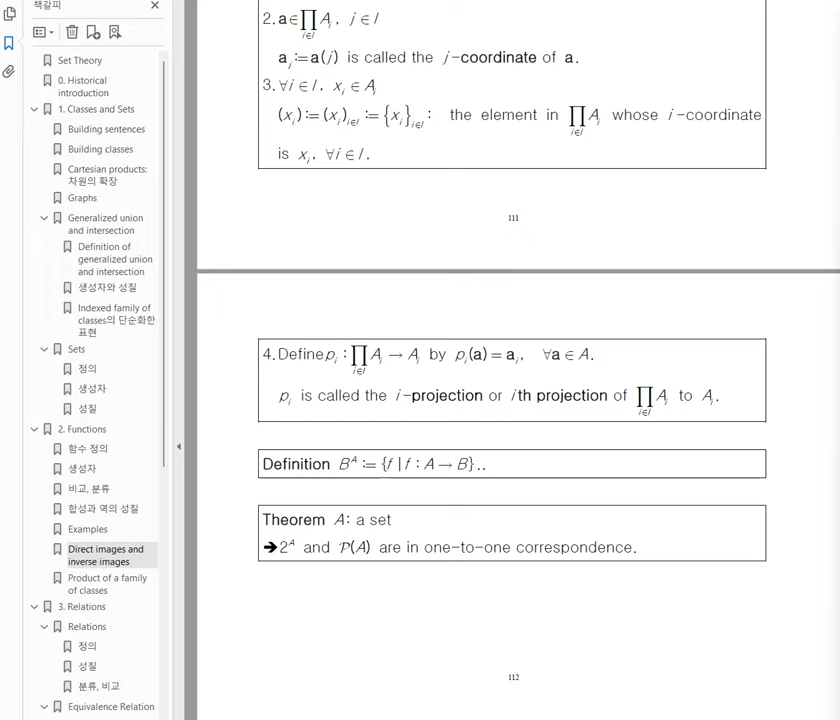 책갈피
Set Theory
0. Historical
introduction
1. Classes and Sets
Building sentences
Building classes
Cartesian products:
차원의 확장
Graphs
Generalized union
and intersection
Definition of
generalized union
and intersection
생성자와 성질
Indexed family of
classes의 단순화한
표현
Sets
정의
생성자
성질
2. Functions
함수 정의
생성자
비교, 분류
합성과 역의 성질
Examples
Direct images and
inverse images
Product of a family
of classes
3. Relations
Relations
정의
성질
분류, 비교
Equivalence Relation
2. a∈∏_{i∈I} A_i, j∈I
a_j := a(j) is called the j-coordinate of a.
3. ∀i∈I, x_i∈A_i
(x_i) := (x_i)_{i∈I} := {x_i}_{i∈I} : the element in ∏_{i∈I} A_i whose i-coordinate
is x_i, ∀i∈I.
111
4. Define p_i : ∏_{i∈I} A_i → A_i by p_i(a) = a_i, ∀a∈A.
p_i is called the i-projection or ith projection of ∏_{i∈I} A_i to A_i.
Definition B^A := {f | f : A → B}..
Theorem A: a set
➔ 2^A and 𝒫(A) are in one-to-one correspondence.
112